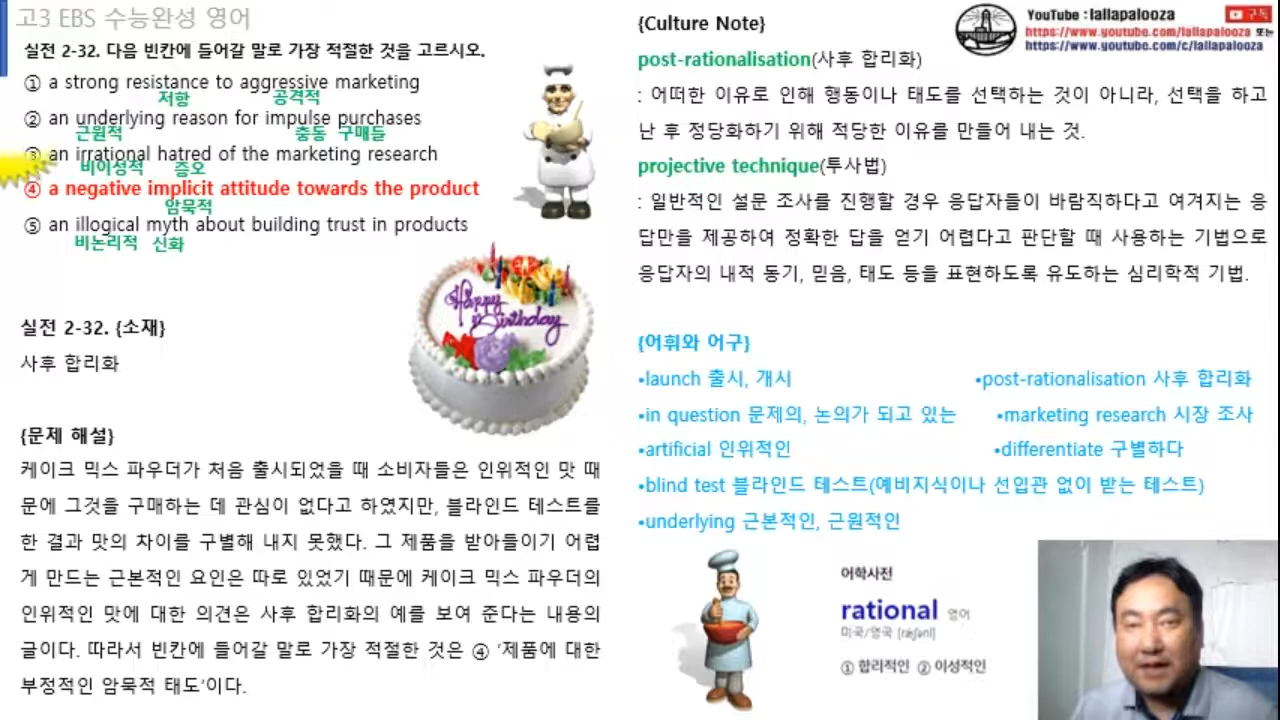 고3 EBS 수능완성 영어
실전 2-32. 다음 빈칸에 들어갈 말로 가장 적절한 것을 고르시오.
① a strong resistance to aggressive marketing
저항 공격적
② an underlying reason for impulse purchases
근원적 충동 구매들
③ an irrational hatred of the marketing research
비이성적 증오
④ a negative implicit attitude towards the product
암묵적
⑤ an illogical myth about building trust in products
비논리적 신화
Happy Birthday
실전 2-32. {소재}
사후 합리화
{문제 해설}
케이크 믹스 파우더가 처음 출시되었을 때 소비자들은 인위적인 맛 때
문에 그것을 구매하는 데 관심이 없다고 하였지만, 블라인드 테스트를
한 결과 맛의 차이를 구별해 내지 못했다. 그 제품을 받아들이기 어렵
게 만드는 근본적인 요인은 따로 있었기 때문에 케이크 믹스 파우더의
인위적인 맛에 대한 의견은 사후 합리화의 예를 보여 준다는 내용의
글이다. 따라서 빈칸에 들어갈 말로 가장 적절한 것은 ④ ‘제품에 대한
부정적인 암묵적 태도’이다.
{Culture Note}
YouTube : lallapalooza
구독
https://www.youtube.com/lallapalooza 또는
https://www.youtube.com/c/lallapalooza
post-rationalisation(사후 합리화)
: 어떠한 이유로 인해 행동이나 태도를 선택하는 것이 아니라, 선택을 하고
난 후 정당화하기 위해 적당한 이유를 만들어 내는 것.
projective technique(투사법)
: 일반적인 설문 조사를 진행할 경우 응답자들이 바람직하다고 여겨지는 응
답만을 제공하여 정확한 답을 얻기 어렵다고 판단할 때 사용하는 기법으로
응답자의 내적 동기, 믿음, 태도 등을 표현하도록 유도하는 심리학적 기법.
{어휘와 어구}
•launch 출시, 개시 •post-rationalisation 사후 합리화
•in question 문제의, 논의가 되고 있는 •marketing research 시장 조사
•artificial 인위적인 •differentiate 구별하다
•blind test 블라인드 테스트(예비지식이나 선입관 없이 받는 테스트)
•underlying 근본적인, 근원적인
어학사전
rational 영어
미국/영국 [rǽʃənl]
① 합리적인 ② 이성적인